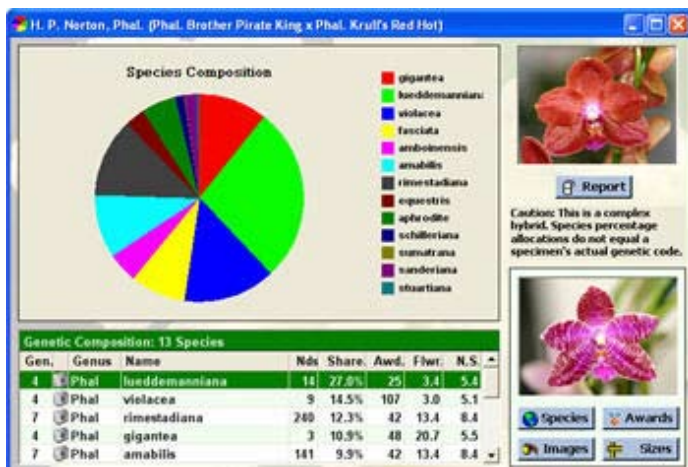 H. P. Norton, Phal. (Phal. Brother Pirate King x Phal. Krull's Red Hot)
Species Composition
gigantea
lueddemanniana
violacea
fasciata
amboinensis
amabilis
rimestadiana
equestris
aphrodite
schilleriana
sumatrana
sanderiana
stuartiana
Report
Caution: This is a complex
hybrid. Species percentage
allocations do not equal a
specimen's actual genetic code.
Genetic Composition: 13 Species
Gen. Genus Name Nds Share. Awd. Flwr. N.S.
4 Phal lueddemanniana 14 27.0% 25 3.4 5.4
4 Phal violacea 9 14.5% 107 3.0 5.1
7 Phal rimestadiana 240 12.3% 42 13.4 8.4
4 Phal gigantea 3 10.9% 48 20.7 5.5
7 Phal amabilis 141 9.9% 42 13.4 8.4
Species Awards
Images Sizes